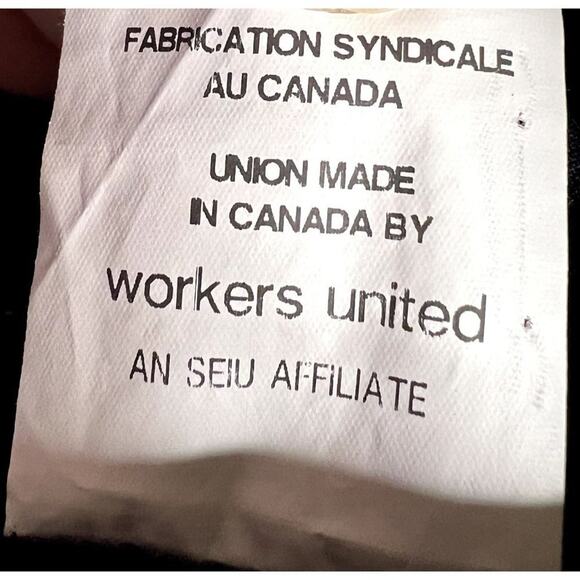 FABRICATION SYNDICALE
AU CANADA
UNION MADE
IN CANADA BY
workers united
AN SEIU AFFILIATE